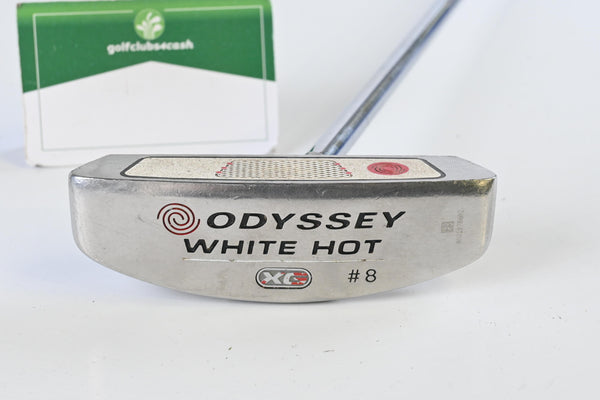 golfclubs4cash
ODYSSEY
WHITE HOT
XG
#8